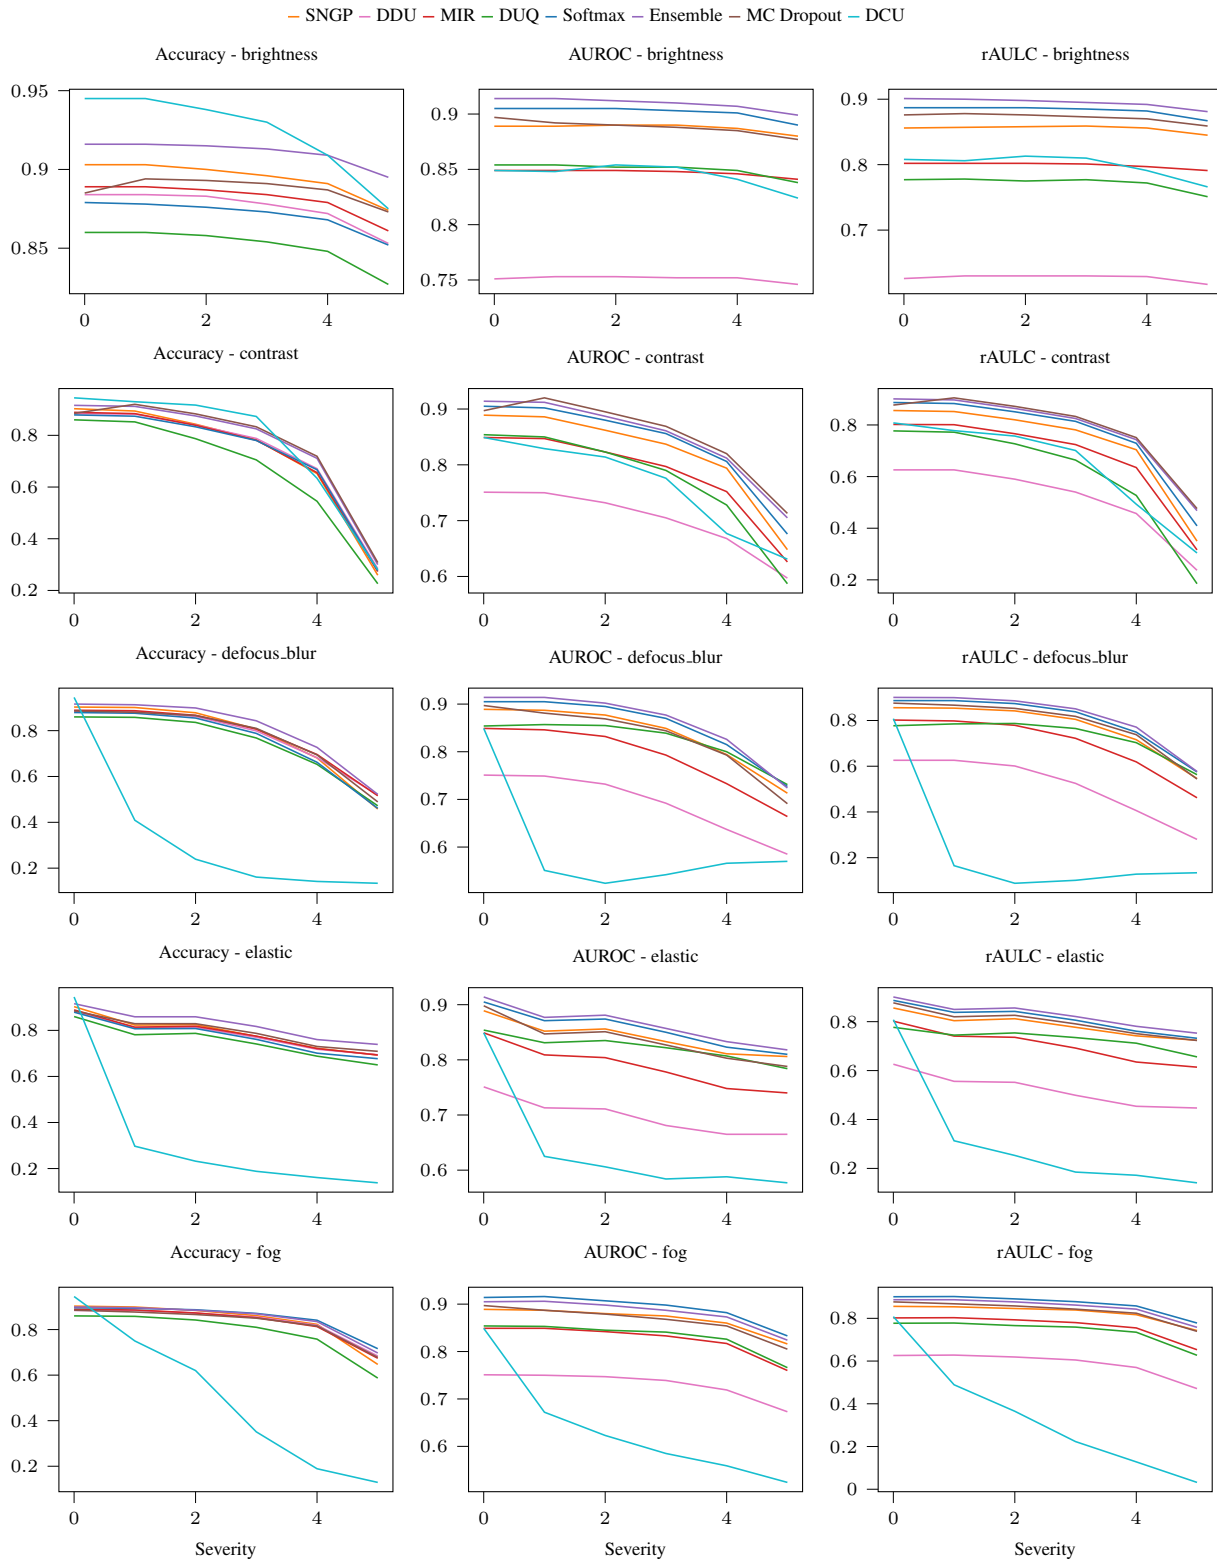 SNGP DDU MIR DUQ Softmax Ensemble MC Dropout DCU
Accuracy - brightness AUROC - brightness rAULC - brightness
0.95
0.9
0.85
0 2 4
0.9
0.85
0.8
0.75
0 2 4
0.9
0.8
0.7
0 2 4
Accuracy - contrast AUROC - contrast rAULC - contrast
0.8
0.6
0.4
0.2
0 2 4
0.9
0.8
0.7
0.6
0 2 4
0.8
0.6
0.4
0.2
0 2 4
Accuracy - defocus_blur AUROC - defocus_blur rAULC - defocus_blur
0.8
0.6
0.4
0.2
0 2 4
0.9
0.8
0.7
0.6
0 2 4
0.8
0.6
0.4
0.2
0 2 4
Accuracy - elastic AUROC - elastic rAULC - elastic
0.8
0.6
0.4
0.2
0 2 4
0.9
0.8
0.7
0.6
0 2 4
0.8
0.6
0.4
0.2
0 2 4
Accuracy - fog AUROC - fog rAULC - fog
0.8
0.6
0.4
0.2
0 2 4
0.9
0.8
0.7
0.6
0 2 4
0.8
0.6
0.4
0.2
0
0 2 4
Severity Severity Severity